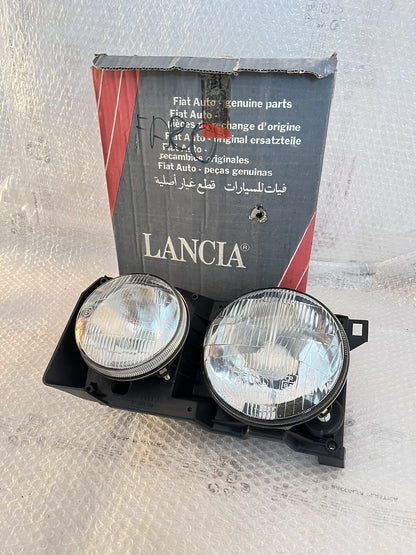 Fiat Auto - genuine parts
Fiat Auto -
pièces de rechange d'origine
Fiat Auto - original ersatzteile
Fiat Auto -
recambios originales
Fiat Auto - peças genuinas
فيات للسيارات قطع غيار أصلية
LANCIA®